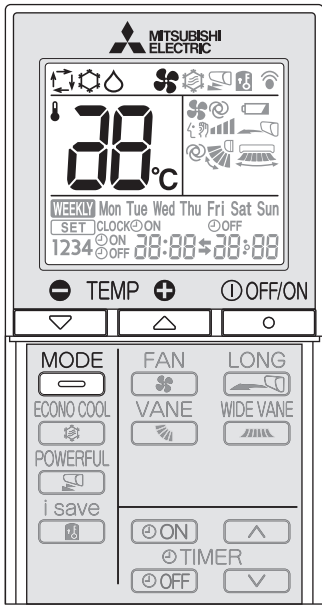 MITSUBISHI
ELECTRIC
88°C
WEEKLY Mon Tue Wed Thu Fri Sat Sun
SET CLOCK ON OFF
1234 ON OFF 88:88 88:88
TEMP OFF/ON
MODE FAN LONG
ECONO COOL VANE WIDE VANE
POWERFUL
i save
ON
TIMER
OFF